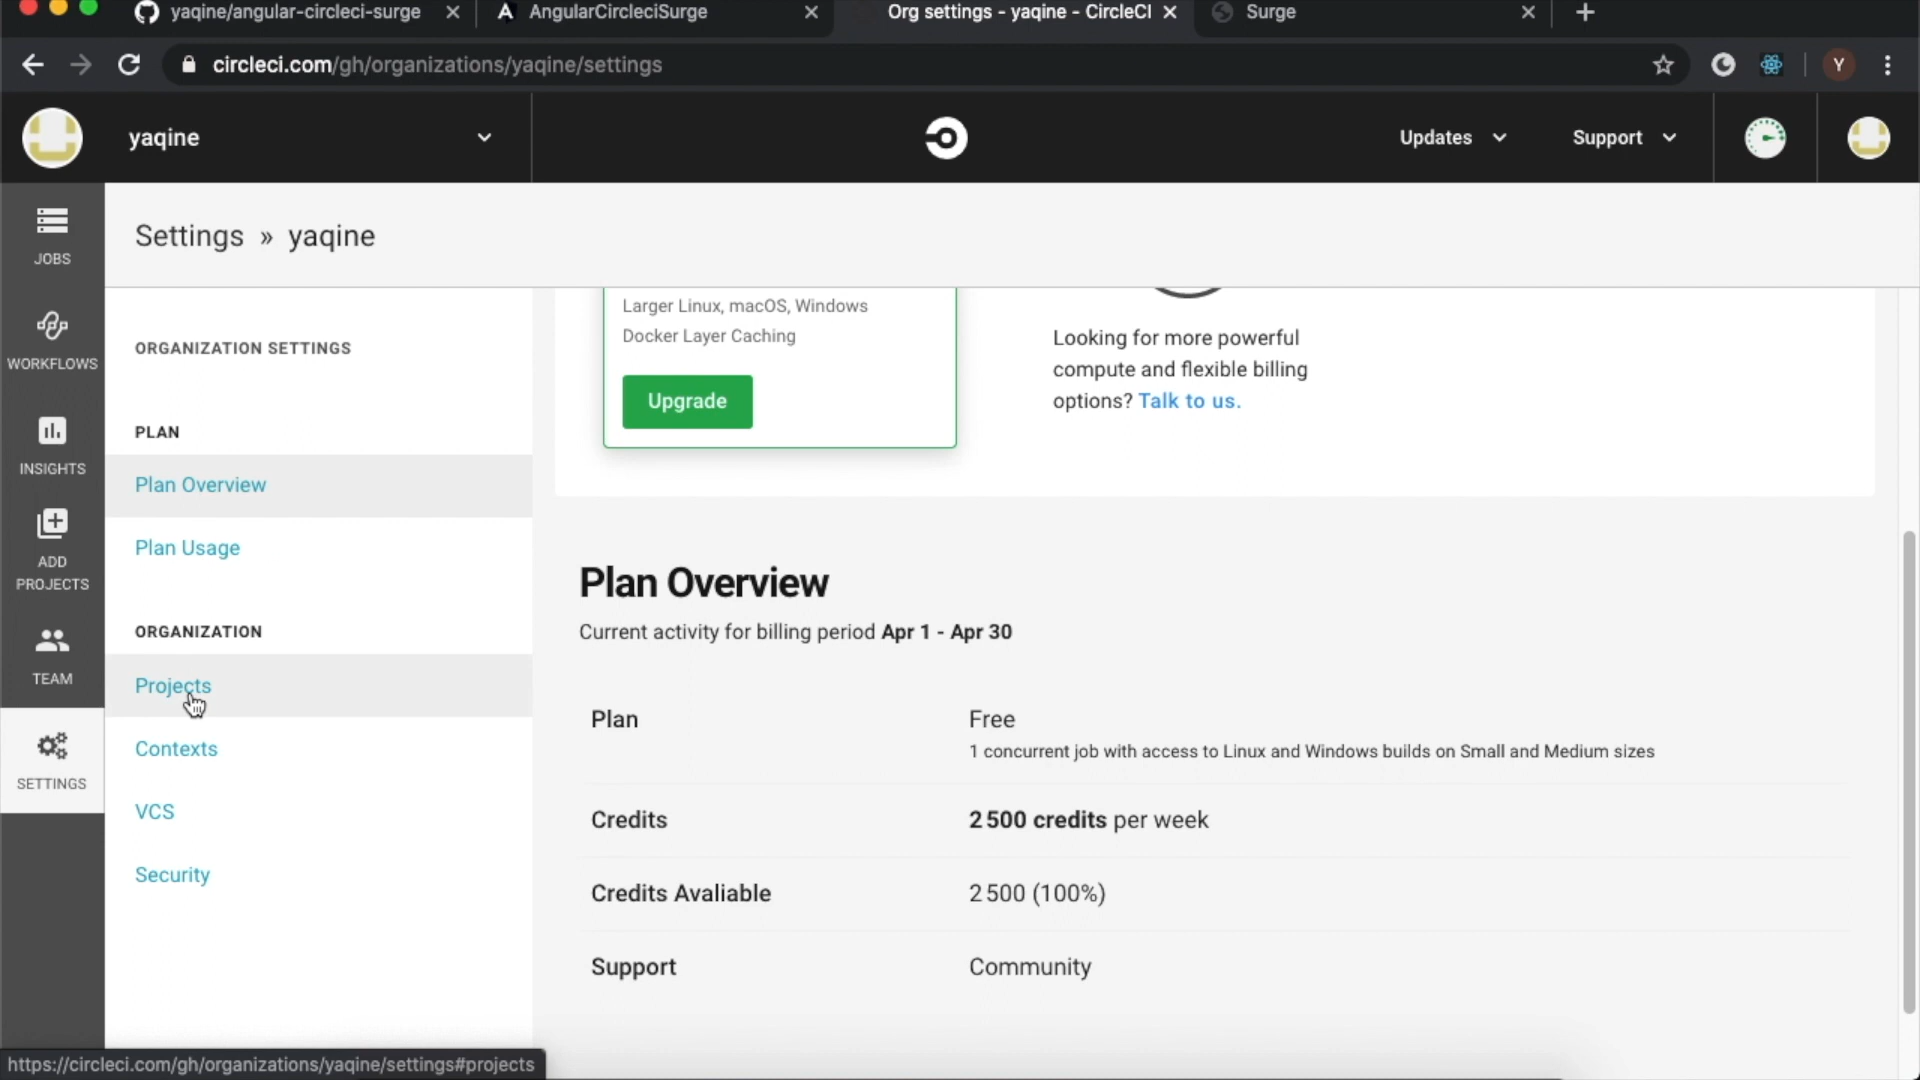 yaqine/angular-circleci-surge
AngularCircleciSurge
Org settings - yaqine - CircleCI
Surge
circleci.com/gh/organizations/yaqine/settings
Y
yaqine
Updates
Support
JOBS
WORKFLOWS
INSIGHTS
ADD
PROJECTS
TEAM
SETTINGS
Settings » yaqine
ORGANIZATION SETTINGS
PLAN
Plan Overview
Plan Usage
ORGANIZATION
Projects
Contexts
VCS
Security
Larger Linux, macOS, Windows
Docker Layer Caching
Upgrade
Looking for more powerful
compute and flexible billing
options? Talk to us.
Plan Overview
Current activity for billing period Apr 1 - Apr 30
Plan
Free
1 concurrent job with access to Linux and Windows builds on Small and Medium sizes
Credits
2 500 credits per week
Credits Avaliable
2 500 (100%)
Support
Community
https://circleci.com/gh/organizations/yaqine/settings#projects